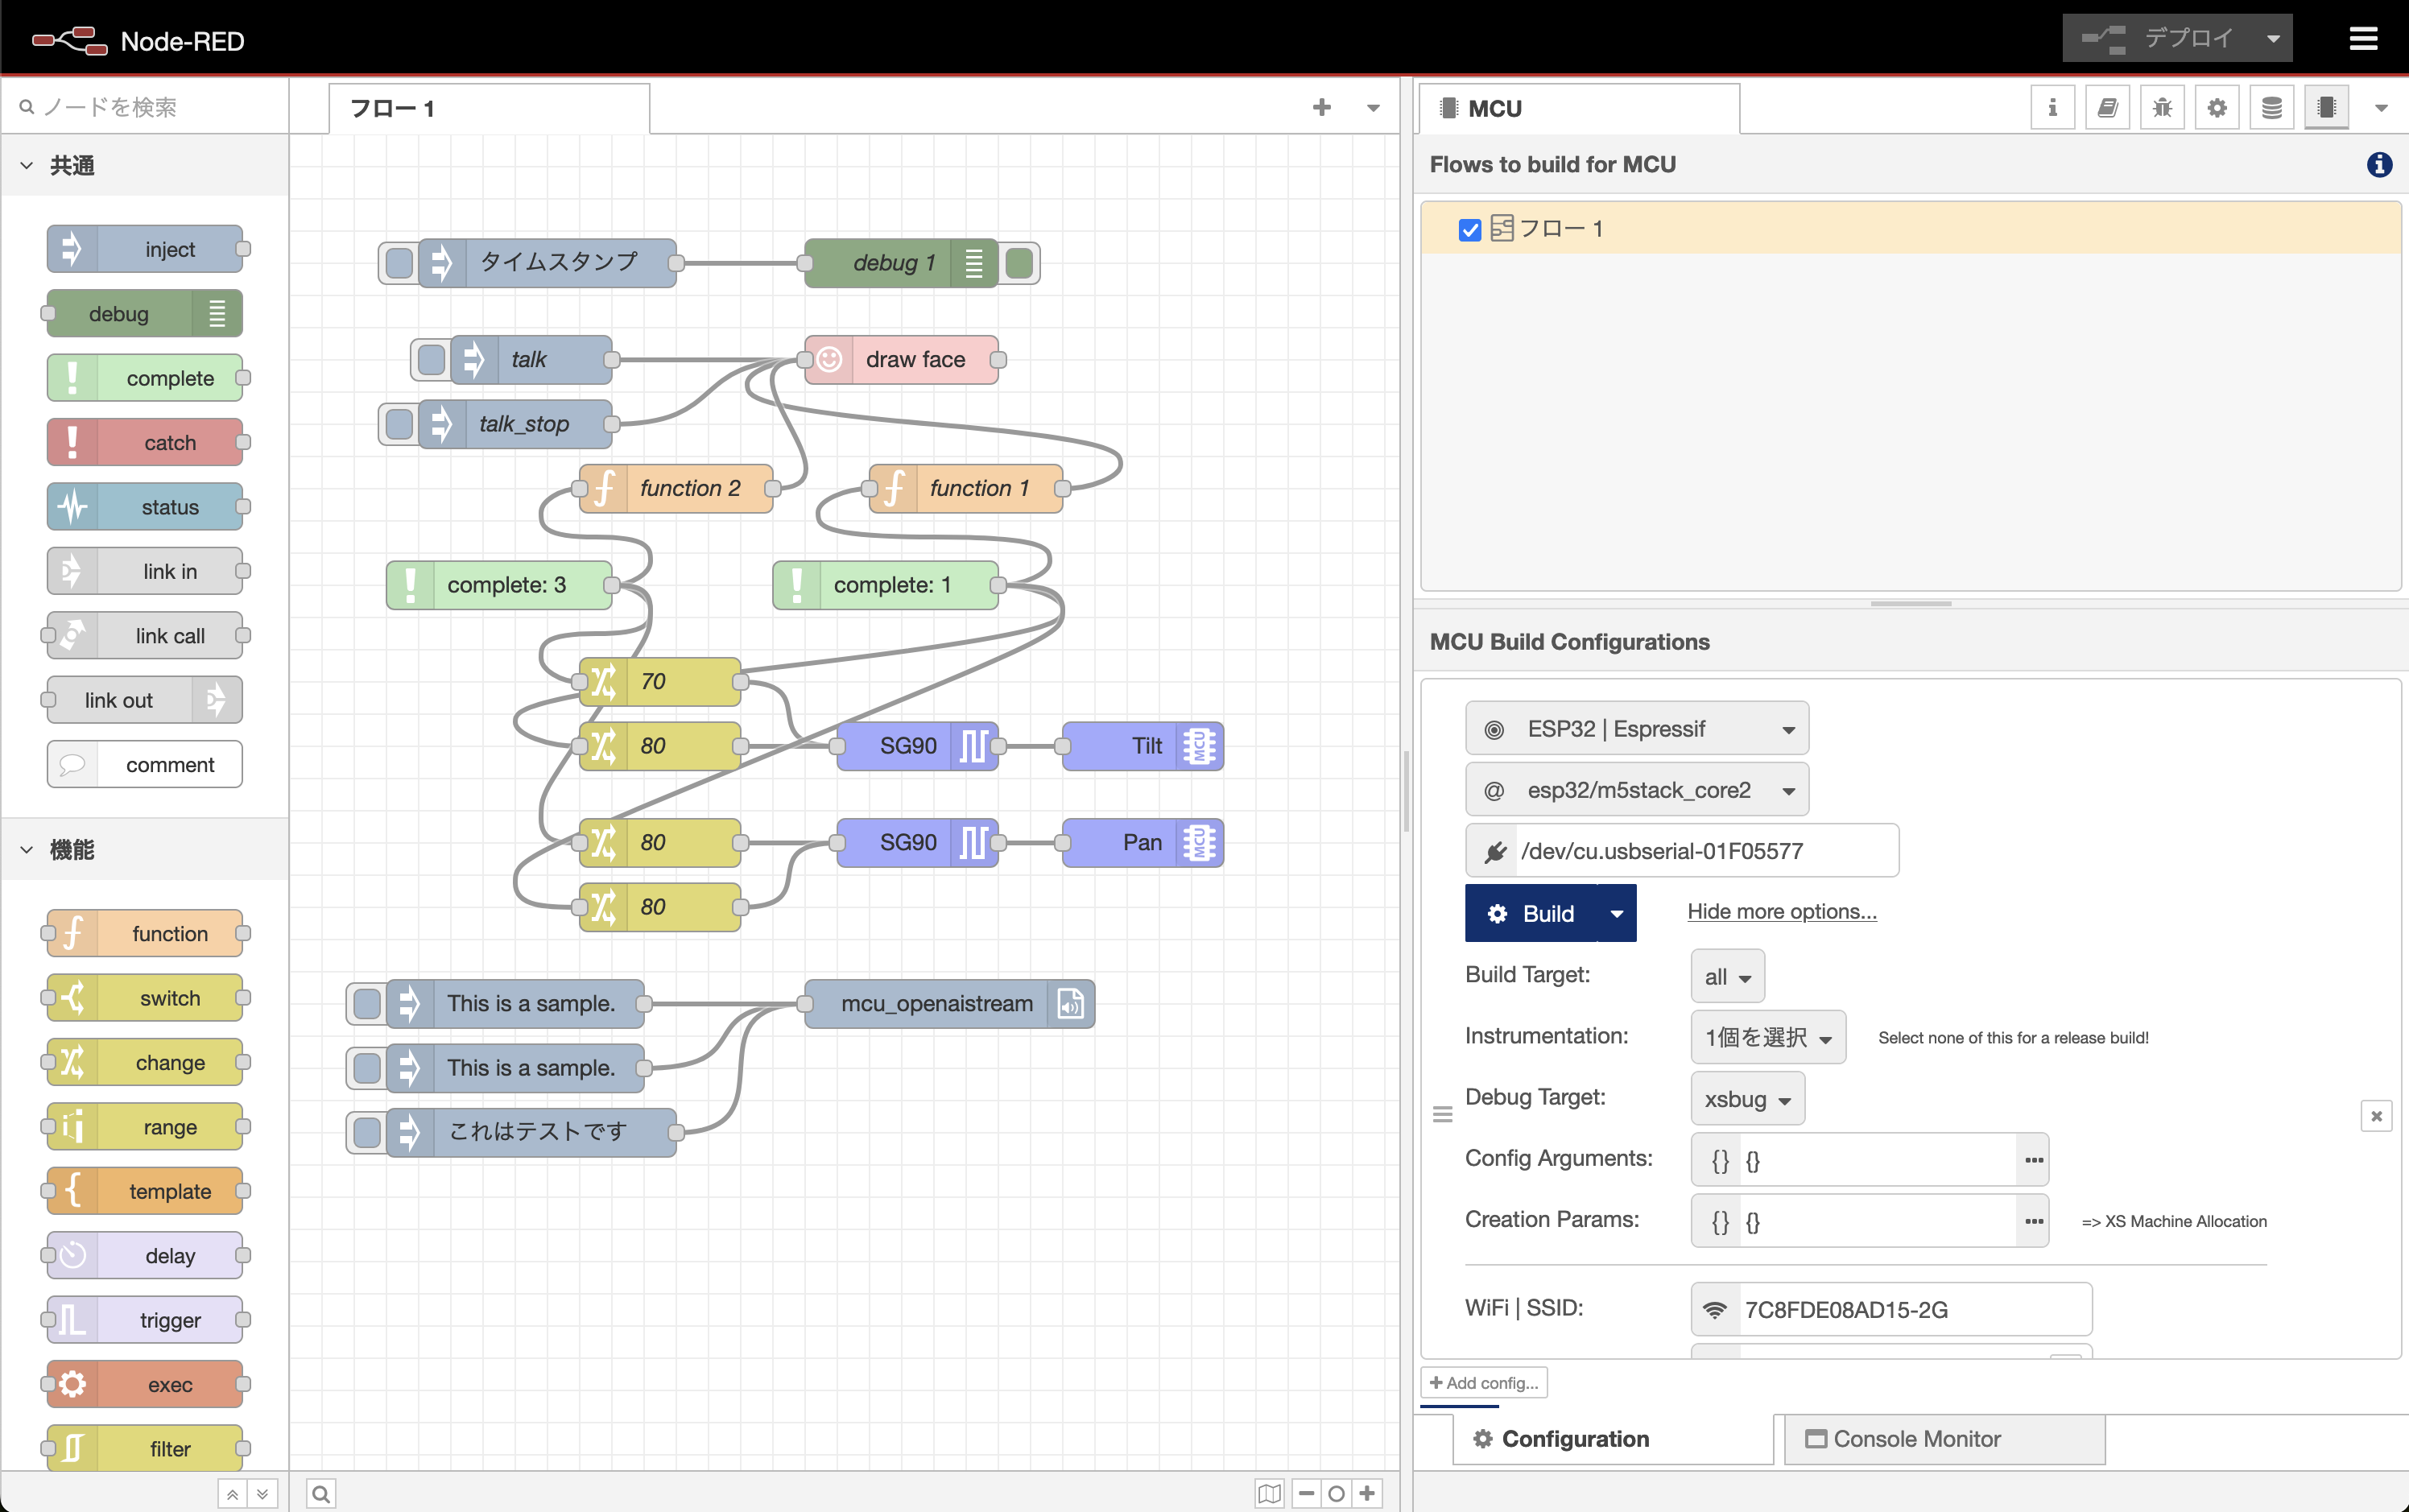 Node-RED
デプロイ
ノードを検索
フロー 1
MCU
共通
inject
debug
complete
catch
status
link in
link call
link out
comment
機能
function
switch
change
range
template
delay
trigger
exec
filter
タイムスタンプ
debug 1
talk
draw face
talk_stop
function 2
function 1
complete: 3
complete: 1
70
80
SG90
Tilt
MCU
80
SG90
Pan
MCU
80
This is a sample.
mcu_openaistream
This is a sample.
これはテストです
Flows to build for MCU
フロー 1
MCU Build Configurations
ESP32 | Espressif
@ esp32/m5stack_core2
/dev/cu.usbserial-01F05577
Build
Hide more options...
Build Target:
all
Instrumentation:
1個を選択
Select none of this for a release build!
Debug Target:
xsbug
Config Arguments:
{} {}
Creation Params:
{} {}
=> XS Machine Allocation
WiFi | SSID:
7C8FDE08AD15-2G
Add config...
Configuration
Console Monitor